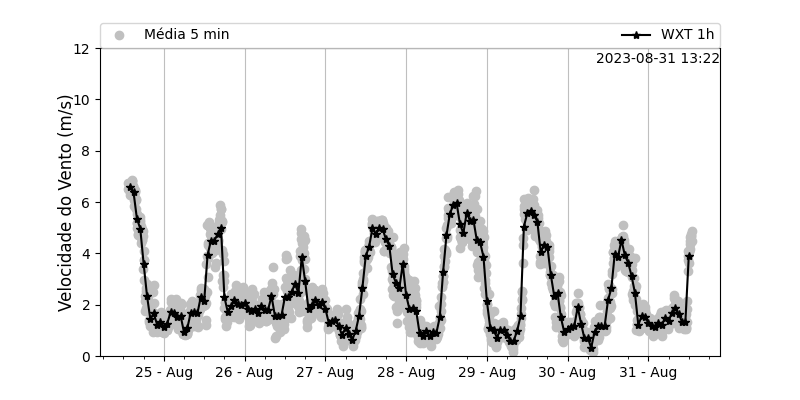 Média 5 min
WXT 1h
2023-08-31 13:22
Velocidade do Vento (m/s)
12
10
8
6
4
2
0
25 - Aug
26 - Aug
27 - Aug
28 - Aug
29 - Aug
30 - Aug
31 - Aug